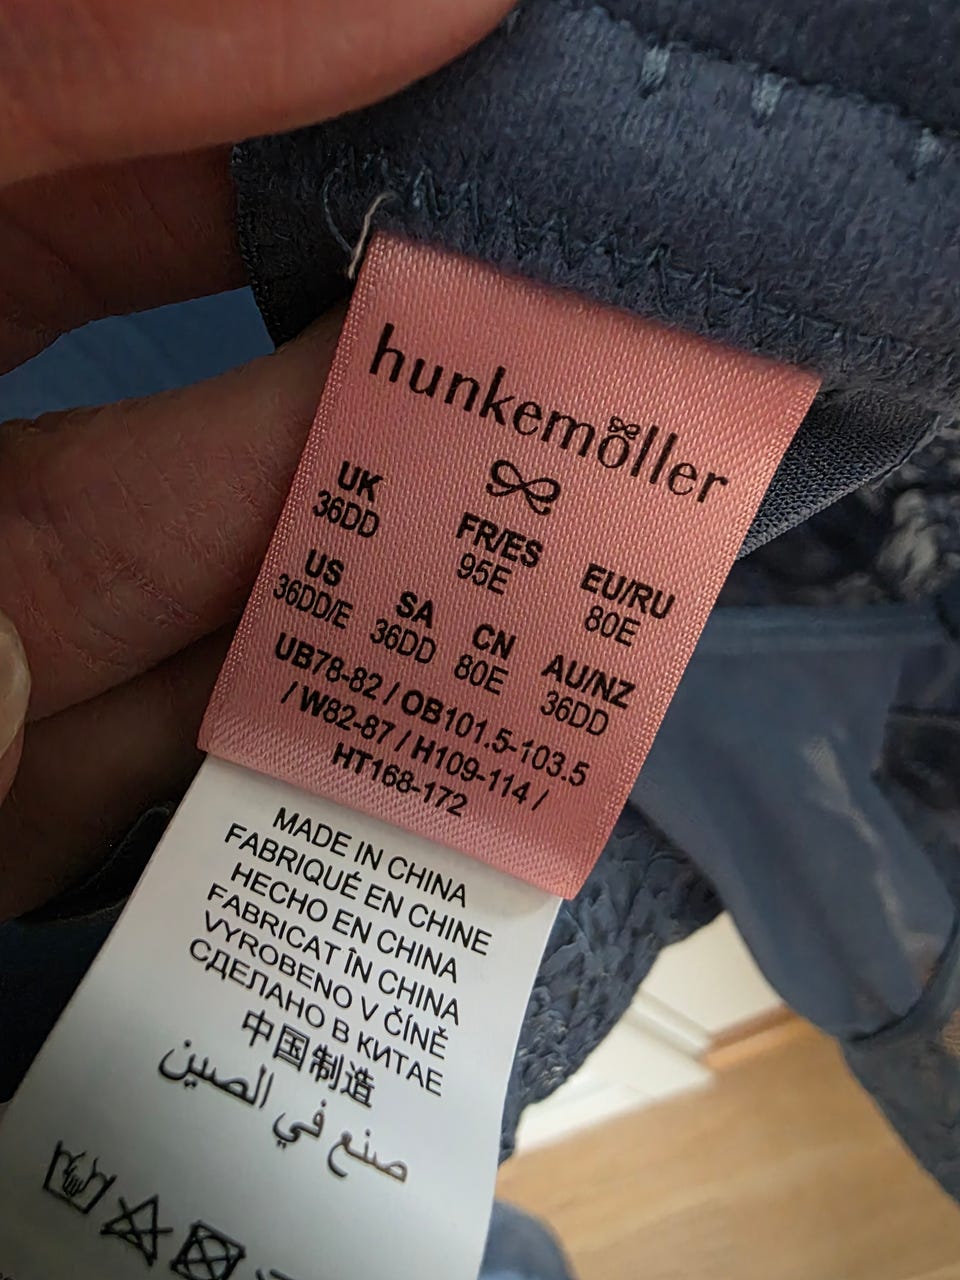 hunkemöller
UK FR/ES EU/RU
36DD 95E 80E
US SA CN AU/NZ
36DD/E 36DD 80E 36DD
UB78-82 / OB101.5-103.5
/ W82-87 / H109-114 /
HT168-172
MADE IN CHINA
FABRIQUÉ EN CHINE
HECHO EN CHINA
FABRICAT ÎN CHINA
VYROBENO V ČÍNĚ
СДЕЛАНО В КИТАЕ
中国制造
صنع في الصين